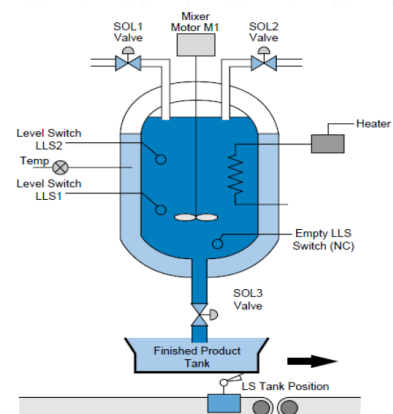 Mixer
Motor M1
SOL1
Valve
SOL2
Valve
Heater
Level Switch
LLS2
Temp
Level Switch
LLS1
Empty LLS
Switch (NC)
SOL3
Valve
Finished Product
Tank
LS Tank Position